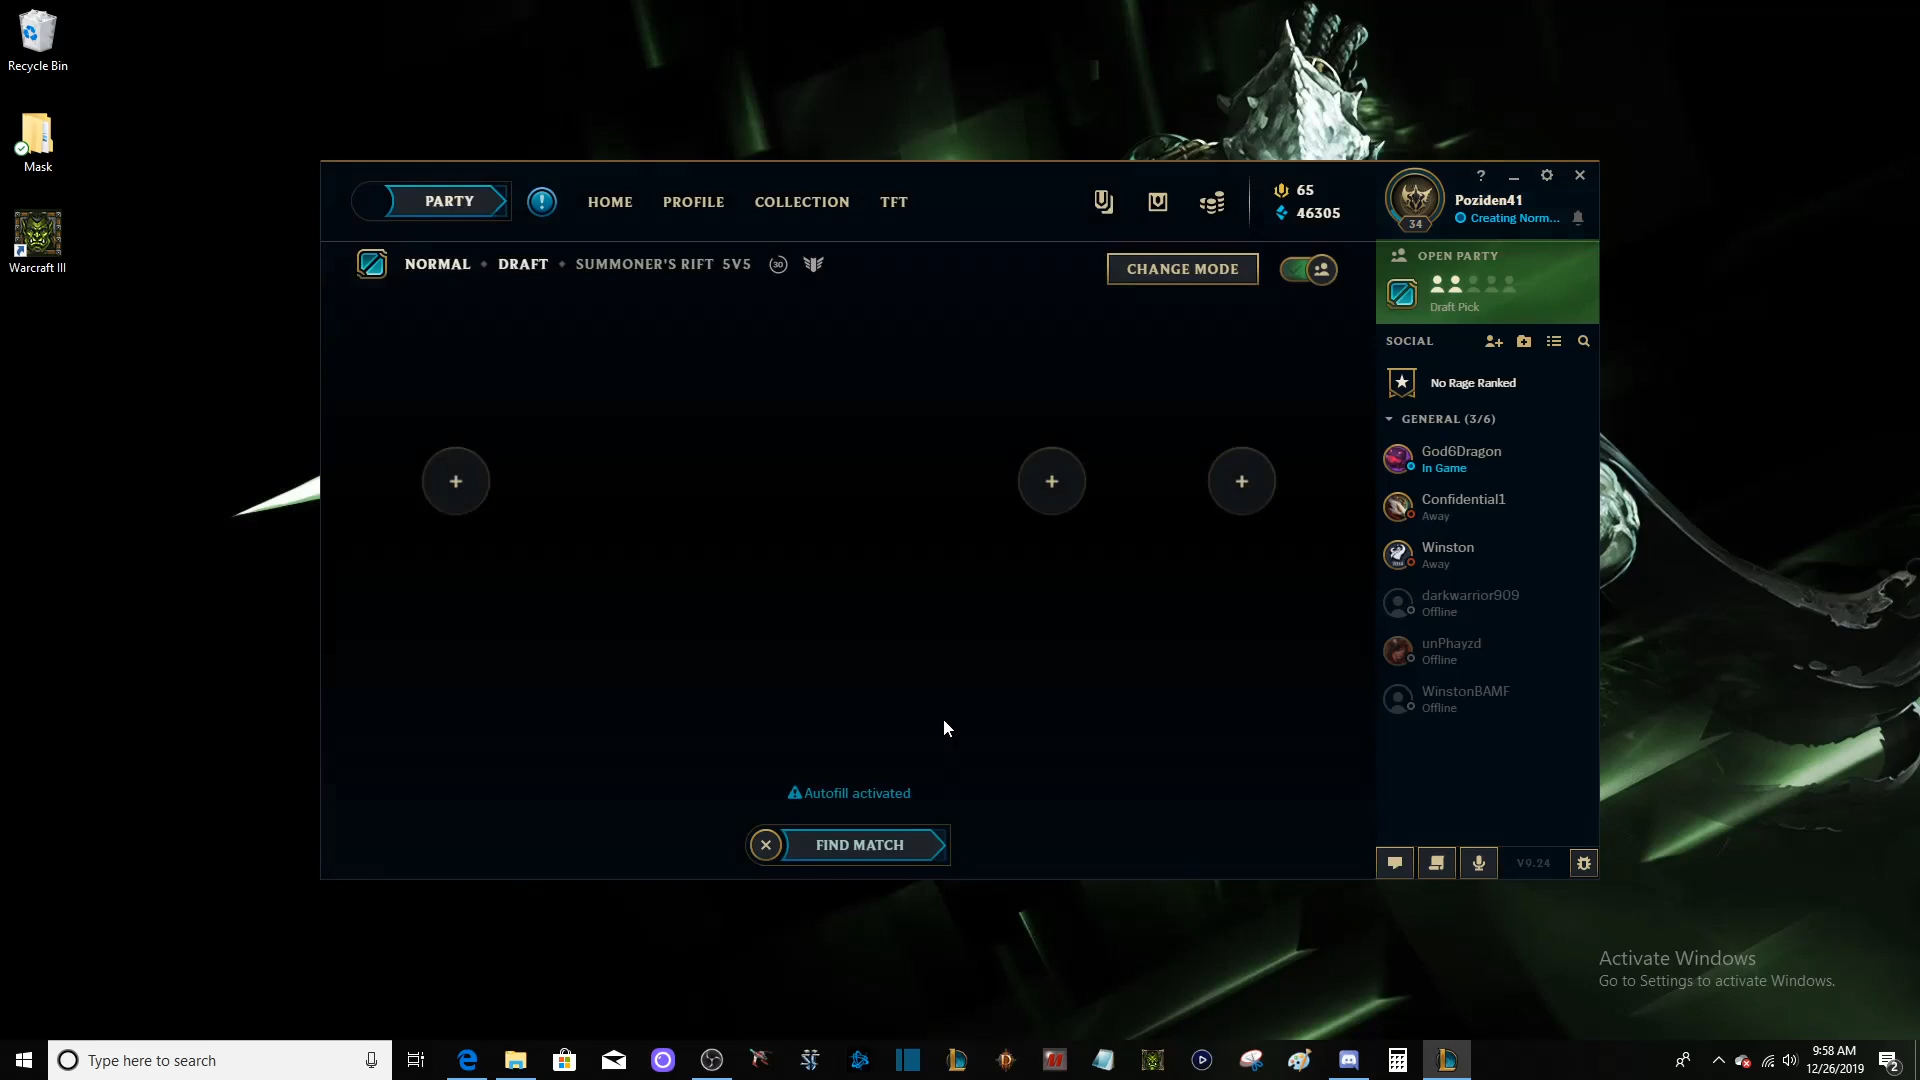 Recycle Bin
Mask
Warcraft III
PARTY
HOME
PROFILE
COLLECTION
TFT
65
46305
34
Poziden41
Creating Norm...
NORMAL • DRAFT • SUMMONER'S RIFT 5V5
30
CHANGE MODE
OPEN PARTY
Draft Pick
SOCIAL
No Rage Ranked
GENERAL (3/6)
God6Dragon
In Game
Confidential1
Away
Winston
Away
darkwarrior909
Offline
unPhayzd
Offline
WinstonBAMF
Offline
Autofill activated
FIND MATCH
V9.24
Activate Windows
Go to Settings to activate Windows.
Type here to search
9:58 AM
12/26/2019
2